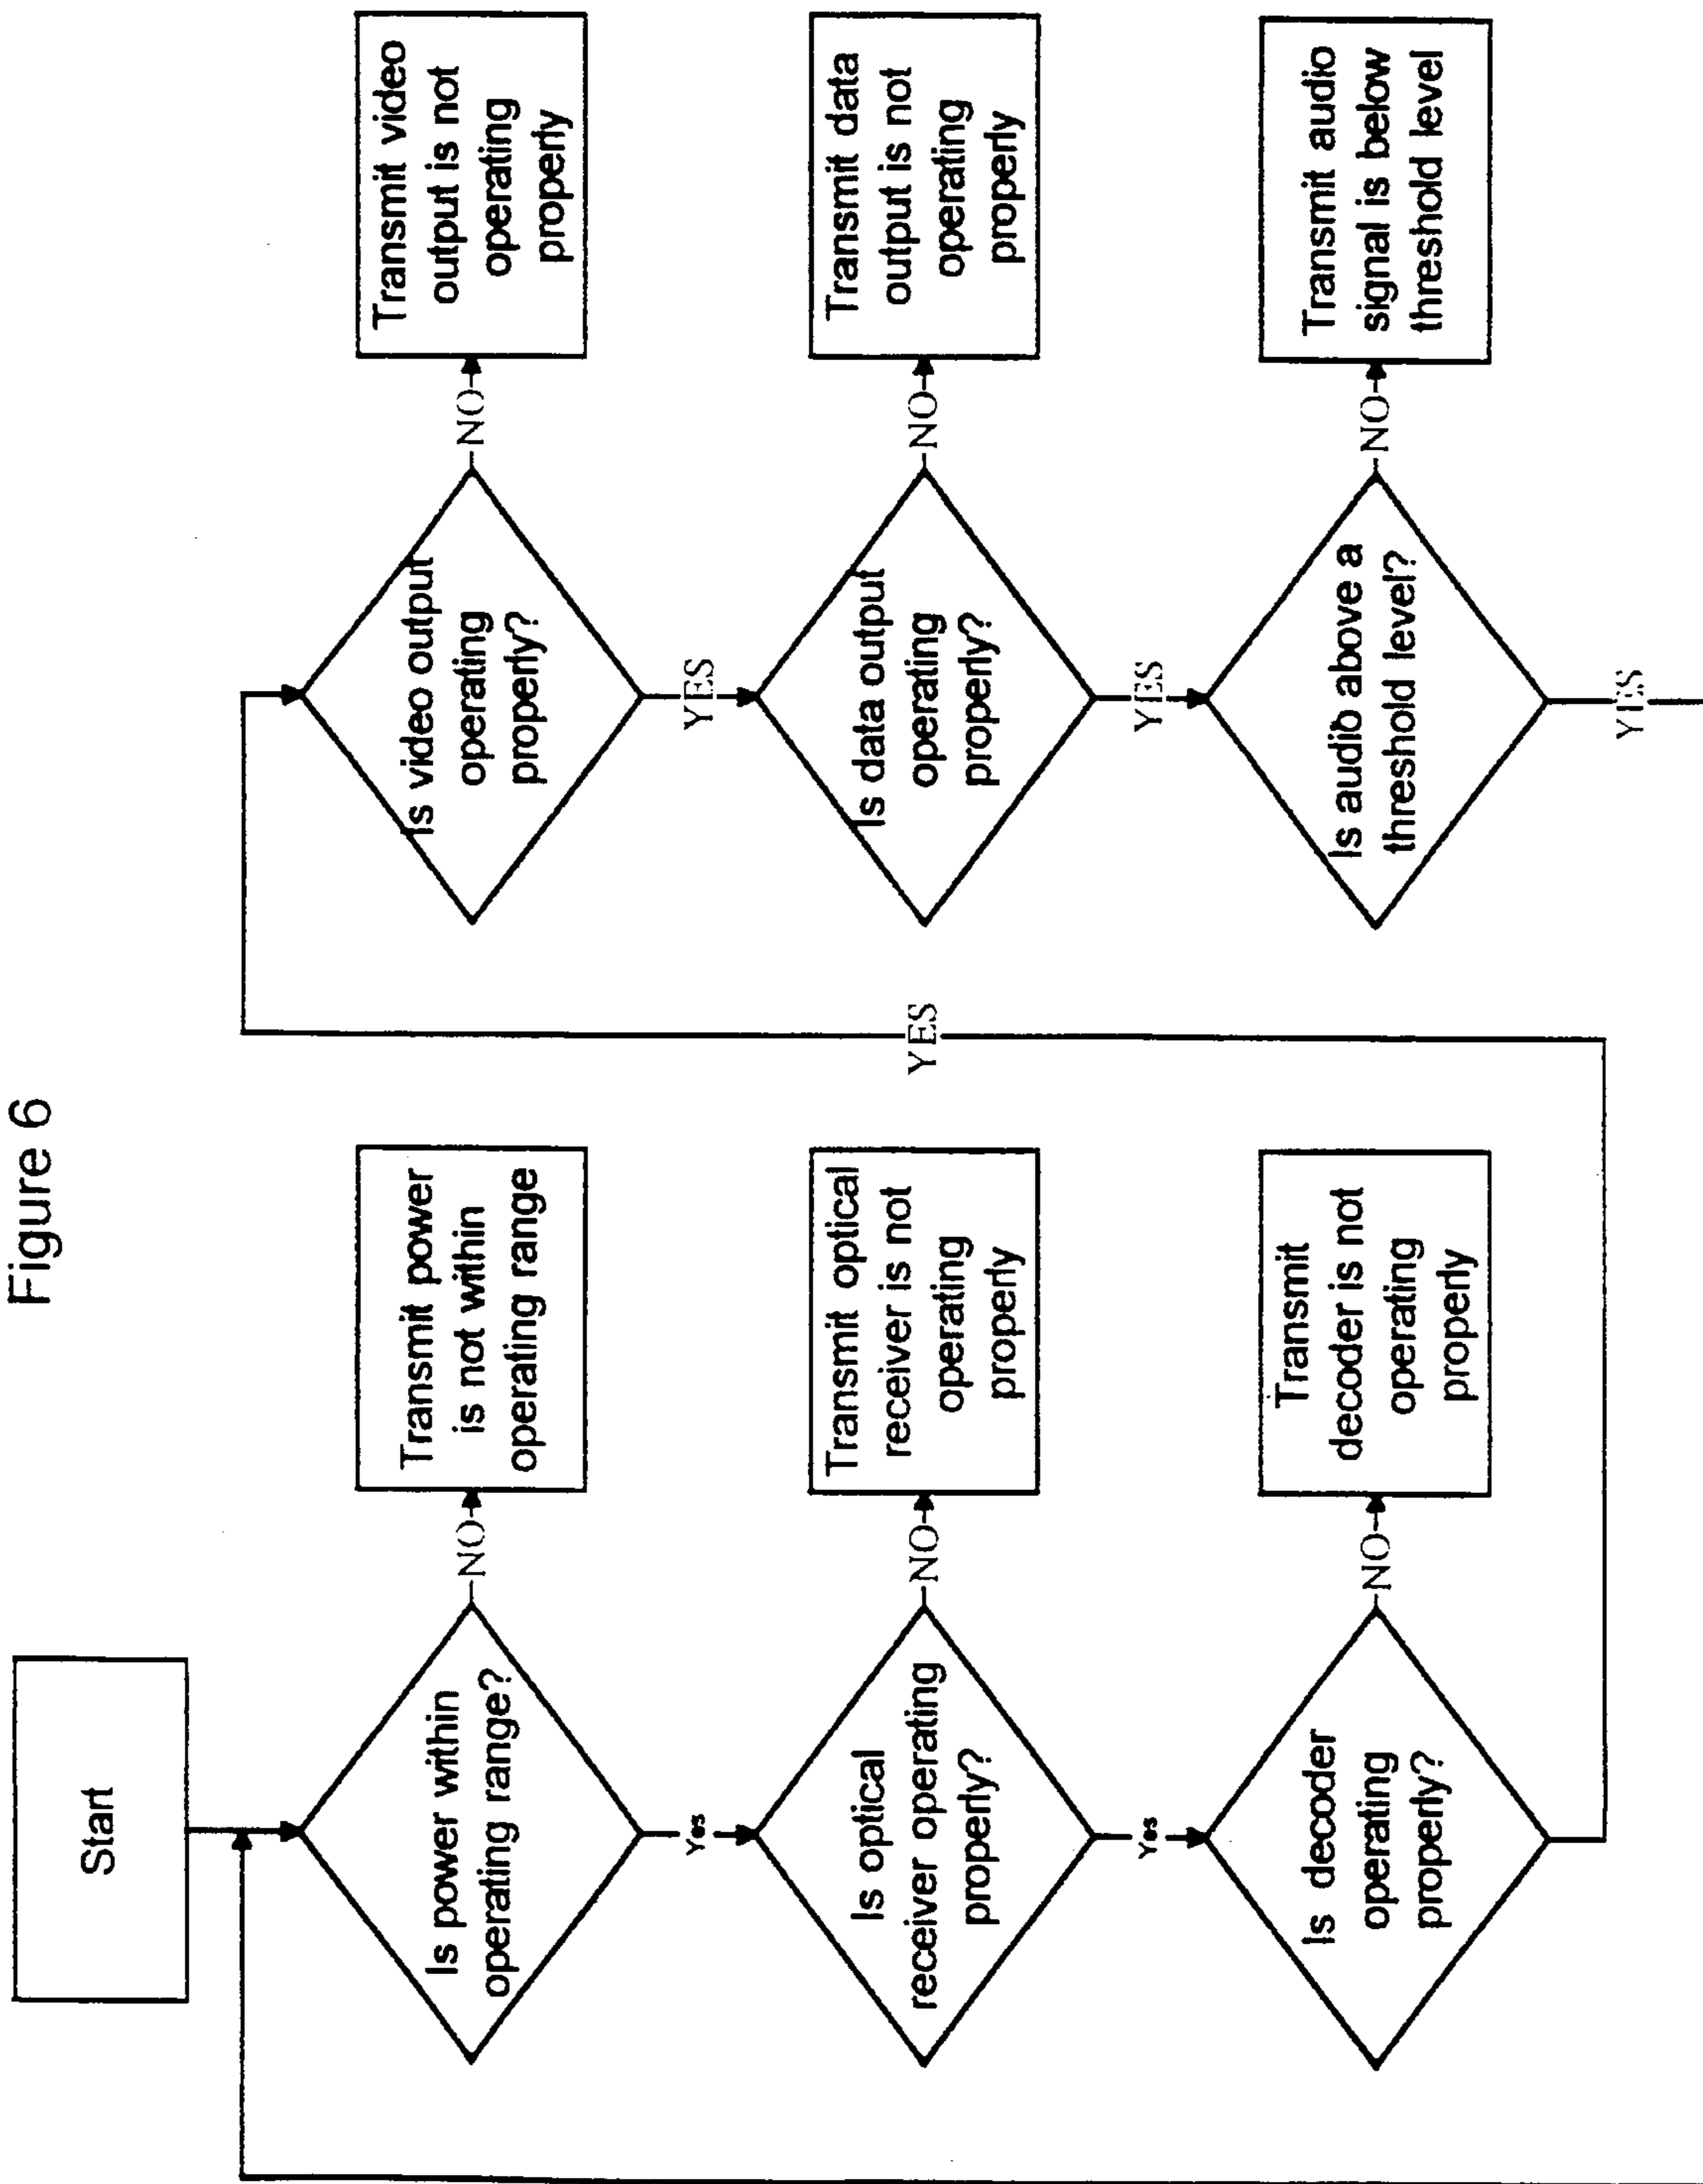 Figure 6
Start
Is power within
operating range?
NO
Transmit power
is not within
operating range
Yes
Is optical
receiver operating
properly?
NO
Transmit optical
receiver is not
operating
properly
Yes
Is decoder
operating
properly?
NO
Transmit
decoder is not
operating
properly
YES
Is video output
operating
properly?
NO
Transmit video
output is not
operating
properly
YES
Is data output
operating
properly?
NO
Transmit data
output is not
operating
properly
YES
Is audio above a
threshold level?
NO
Transmit audio
signal is below
threshold level
YES